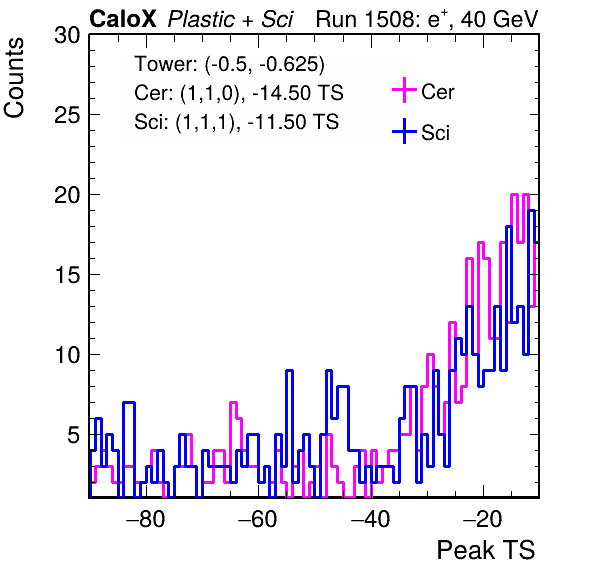 CaloX Plastic + Sci Run 1508: e⁺, 40 GeV
Counts
Tower: (-0.5, -0.625)
Cer: (1,1,0), -14.50 TS
Sci: (1,1,1), -11.50 TS
Cer
Sci
30
25
20
15
10
5
−80 −60 −40 −20
Peak TS